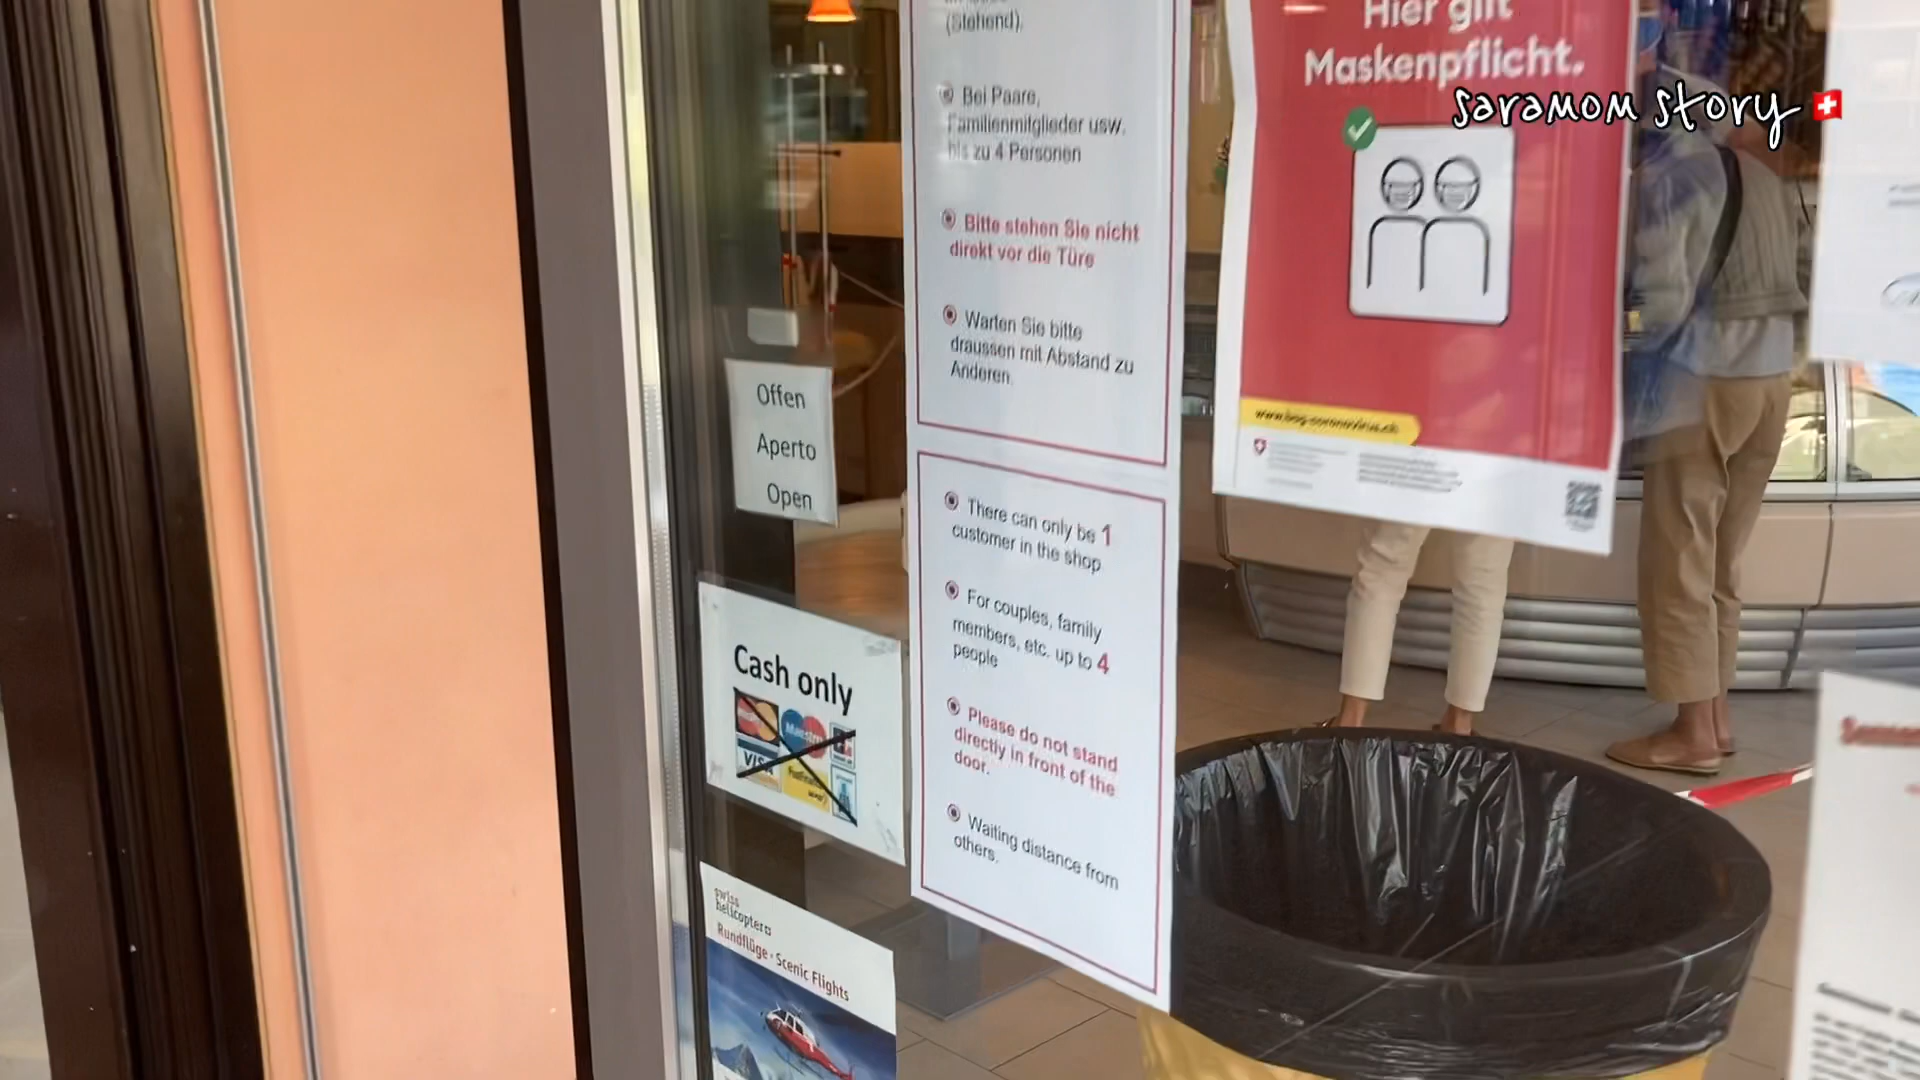 (Stehend).
Bei Paare,
Familienmitglieder usw.
bis zu 4 Personen
Bitte stehen Sie nicht
direkt vor die Türe
Warten Sie bitte
draussen mit Abstand zu
Anderen.
There can only be 1
customer in the shop
For couples, family
members, etc. up to 4
people
Please do not stand
directly in front of the
door.
Waiting distance from
others.
Hier gilt
Maskenpflicht.
www.bag-coronavirus.ch
saramom story
Offen
Aperto
Open
Cash only
Maestro
VISA
swiss
helicopter
Rundflüge · Scenic Flights